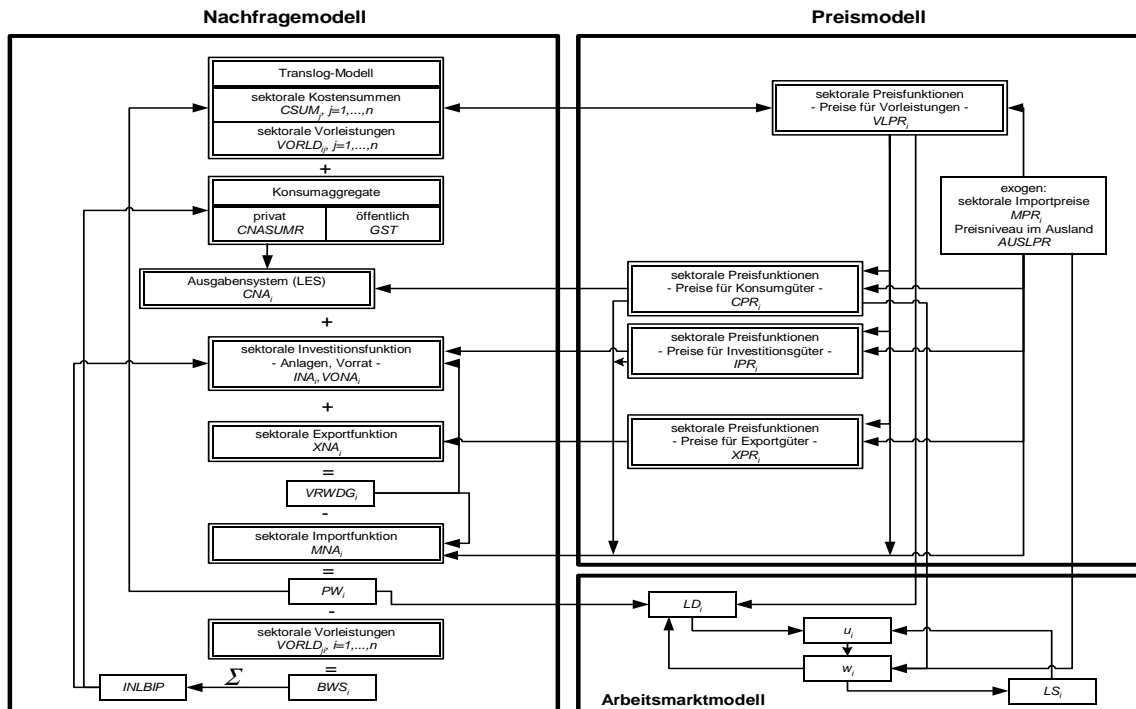 Nachfragemodell
Translog-Modell
sektorale Kostensummen
CSUMj, j=1,...,n
sektorale Vorleistungen
VORLDij, j=1,...,n
+
Konsumaggregate
privat
CNASUMR
öffentlich
GST
Ausgabensystem (LES)
CNAi
+
sektorale Investitionsfunktion
- Anlagen, Vorrat -
INAi, VONAi
+
sektorale Exportfunktion
XNAi
=
VRWDGi
-
sektorale Importfunktion
MNAi
=
PWi
-
sektorale Vorleistungen
VORLDji, i=1,...,n
=
INLBIP
Σ
BWSi
Preismodell
sektorale Preisfunktionen
- Preise für Vorleistungen -
VLPRi
exogen:
sektorale Importpreise
MPRi
Preisniveau im Ausland
AUSLPR
sektorale Preisfunktionen
- Preise für Konsumgüter -
CPRi
sektorale Preisfunktionen
- Preise für Investitionsgüter -
IPRi
sektorale Preisfunktionen
- Preise für Exportgüter -
XPRi
LDi
ui
wi
LSi
Arbeitsmarktmodell